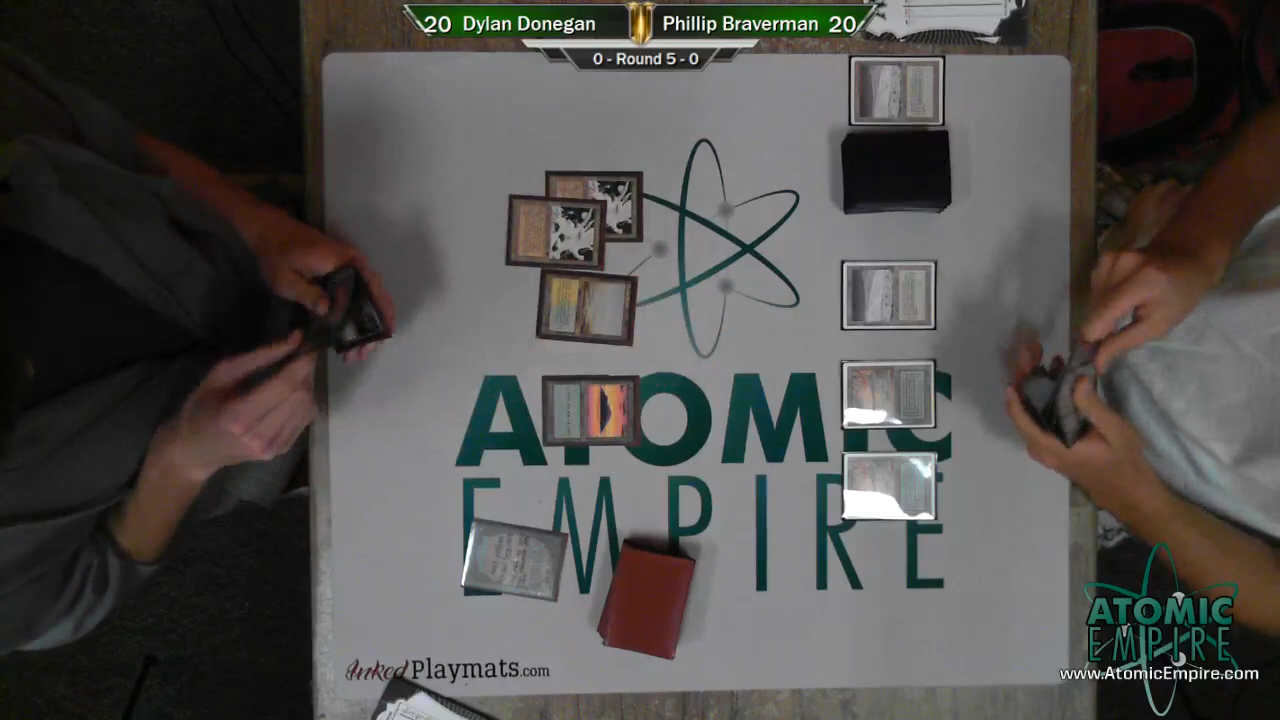 20 Dylan Donegan Phillip Braverman 20
0 - Round 5 - 0
ATOMIC
EMPIRE
InkedPlaymats.com
ATOMIC
EMPIRE
www.AtomicEmpire.com